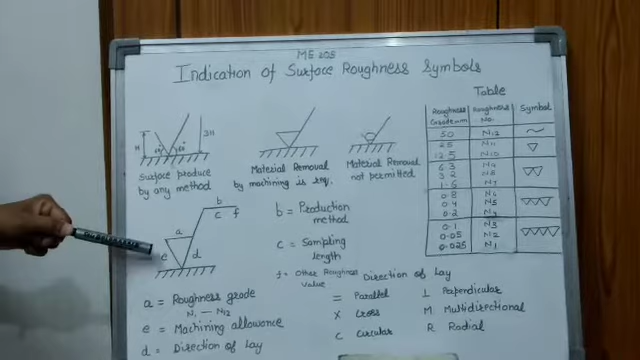 ME 203
Indication of Surface Roughness Symbols
H
3H
60° 60°
Surface produce
by any method
Material Removal
by machining is req.
Material Removal
not permitted
Table
Roughness Roughness Symbol
Grade μm No.
50 N12
25 N11
12.5 N10
6.3 N9
3.2 N8
1.6 N7
0.8 N6
0.4 N5
0.2
0.1 N3
0.05 N2
0.025 N1
b
c f
a
e
d
b = Production
method
c = Sampling
length
f = Other Roughness
value
a = Roughness grade
N1 — N12
e = Machining allowance
d = Direction of lay
Direction of Lay
= Parallel
X Cross
C Circular
⊥ Perpendicular
M Multidirectional
R Radial